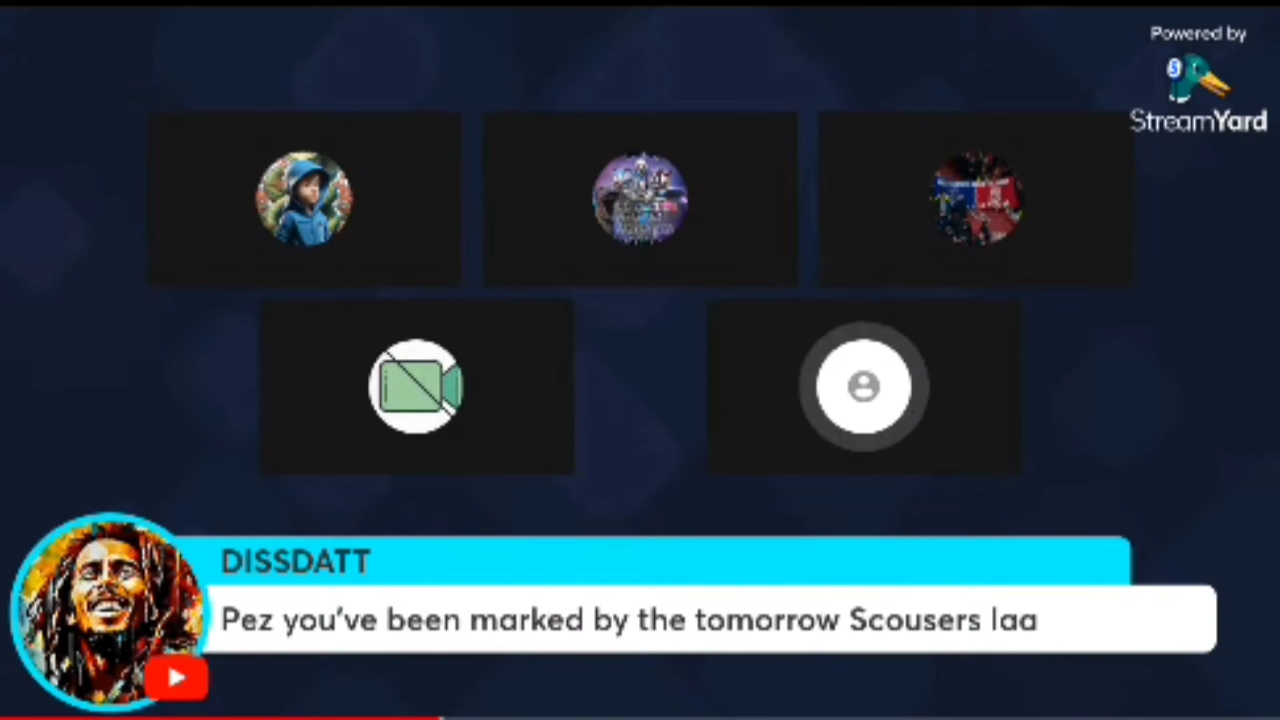 Powered by
StreamYard
DISSDATT
Pez you've been marked by the tomorrow Scousers laa